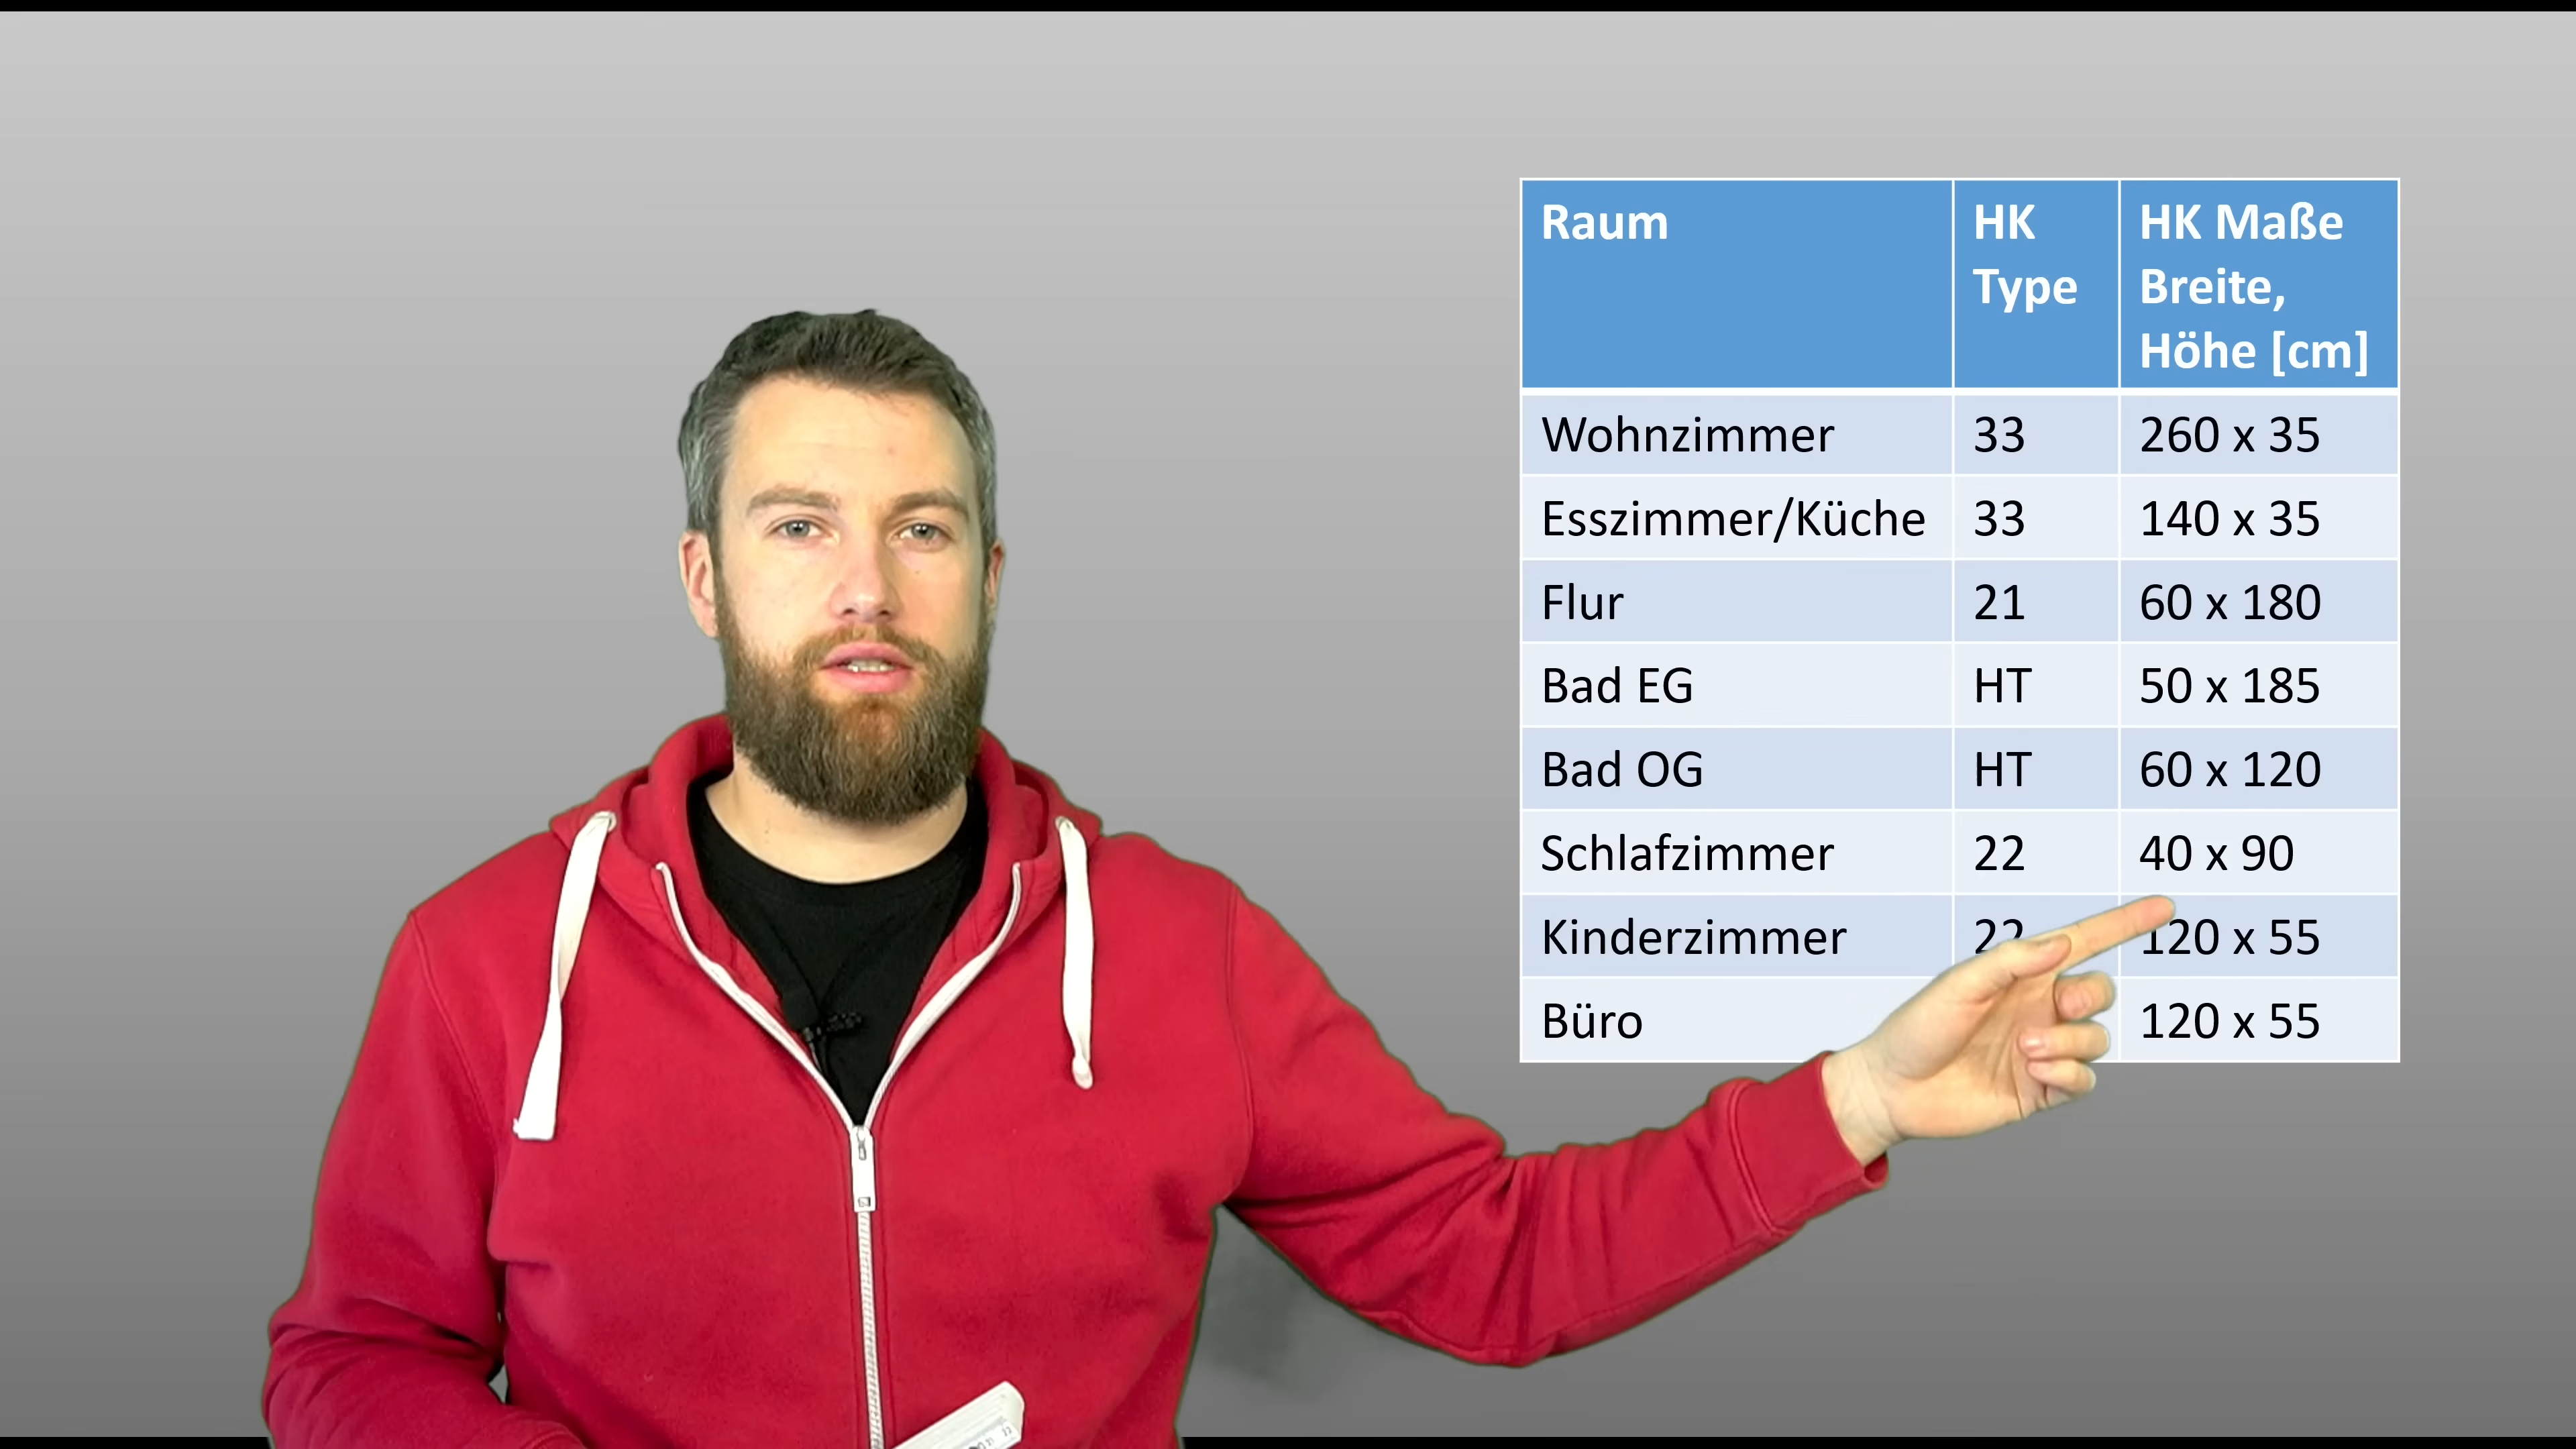 Raum HK HK Maße
Type Breite,
Höhe [cm]
Wohnzimmer 33 260 x 35
Esszimmer/Küche 33 140 x 35
Flur 21 60 x 180
Bad EG HT 50 x 185
Bad OG HT 60 x 120
Schlafzimmer 22 40 x 90
Kinderzimmer 22 120 x 55
Büro 120 x 55